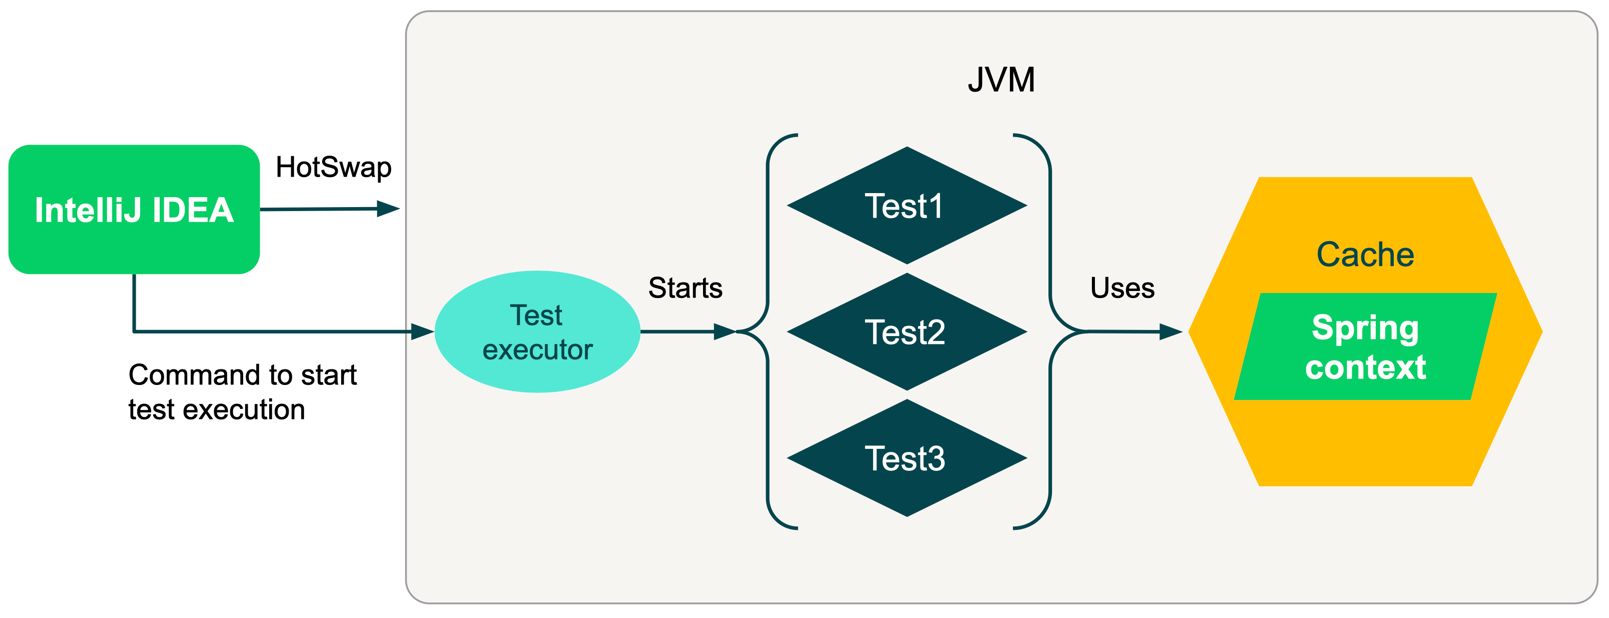 JVM
HotSwap
IntelliJ IDEA
Command to start
test execution
Test
executor
Starts
Test1
Test2
Test3
Uses
Cache
Spring
context